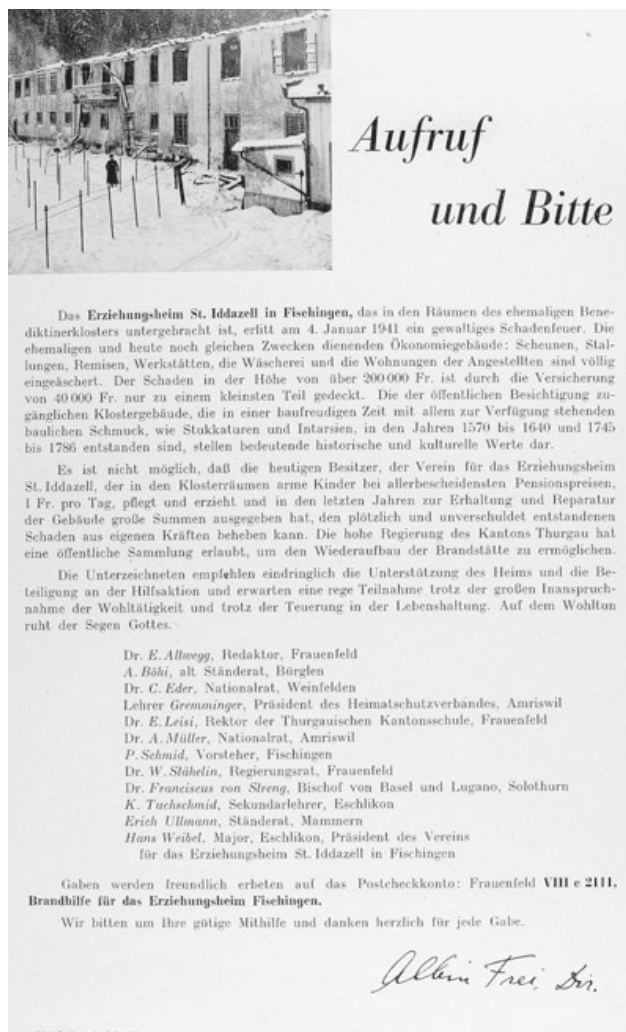 Aufruf
und Bitte
Das Erziehungsheim St. Iddazell in Fischingen, das in den Räumen des ehemaligen Bene-
diktinerklosters untergebracht ist, erlitt am 4. Januar 1941 ein gewaltiges Schadenfeuer. Die
ehemaligen und heute noch gleichen Zwecken dienenden Ökonomiegebäude: Scheunen, Stal-
lungen, Remisen, Werkstätten, die Wäscherei und die Wohnungen der Angestellten sind völlig
eingeäschert. Der Schaden in der Höhe von über 200 000 Fr. ist durch die Versicherung
von 40 000 Fr. nur zu einem kleinsten Teil gedeckt. Die der öffentlichen Besichtigung zu-
gänglichen Klostergebäude, die in einer baufreudigen Zeit mit allem zur Verfügung stehenden
baulichen Schmuck, wie Stukkaturen und Intarsien, in den Jahren 1570 bis 1640 und 1745
bis 1786 entstanden sind, stellen bedeutende historische und kulturelle Werte dar.
Es ist nicht möglich, daß die heutigen Besitzer, der Verein für das Erziehungsheim
St. Iddazell, der in den Klosterräumen arme Kinder bei allerbescheidensten Pensionspreisen,
1 Fr. pro Tag, pflegt und erzieht und in den letzten Jahren zur Erhaltung und Reparatur
der Gebäude große Summen ausgegeben hat, den plötzlich und unverschuldet entstandenen
Schaden aus eigenen Kräften beheben kann. Die hohe Regierung des Kantons Thurgau hat
eine öffentliche Sammlung erlaubt, um den Wiederaufbau der Brandstätte zu ermöglichen.
Die Unterzeichneten empfehlen eindringlich die Unterstützung des Heims und die Be-
teiligung an der Hilfsaktion und erwarten eine rege Teilnahme trotz der großen Inanspruch-
nahme der Wohltätigkeit und trotz der Teuerung in der Lebenshaltung. Auf dem Wohltun
ruht der Segen Gottes.
Dr. E. Allwegg, Redaktor, Frauenfeld
A. Böhi, alt Ständerat, Bürglen
Dr. C. Eder, Nationalrat, Weinfelden
Lehrer Gremminger, Präsident des Heimatschutzverbandes, Amriswil
Dr. E. Leisi, Rektor der Thurgauischen Kantonsschule, Frauenfeld
Dr. A. Müller, Nationalrat, Amriswil
P. Schmid, Vorsteher, Fischingen
Dr. W. Stähelin, Regierungsrat, Frauenfeld
Dr. Franciscus von Streng, Bischof von Basel und Lugano, Solothurn
K. Tuchschmid, Sekundarlehrer, Eschlikon
Erich Ullmann, Ständerat, Mammern
Hans Weibel, Major, Eschlikon, Präsident des Vereins
für das Erziehungsheim St. Iddazell in Fischingen
Gaben werden freundlich erbeten auf das Postcheckkonto: Frauenfeld VIII c 2111,
Brandhilfe für das Erziehungsheim Fischingen.
Wir bitten um Ihre gütige Mithilfe und danken herzlich für jede Gabe.
Albin Frei, Dir.